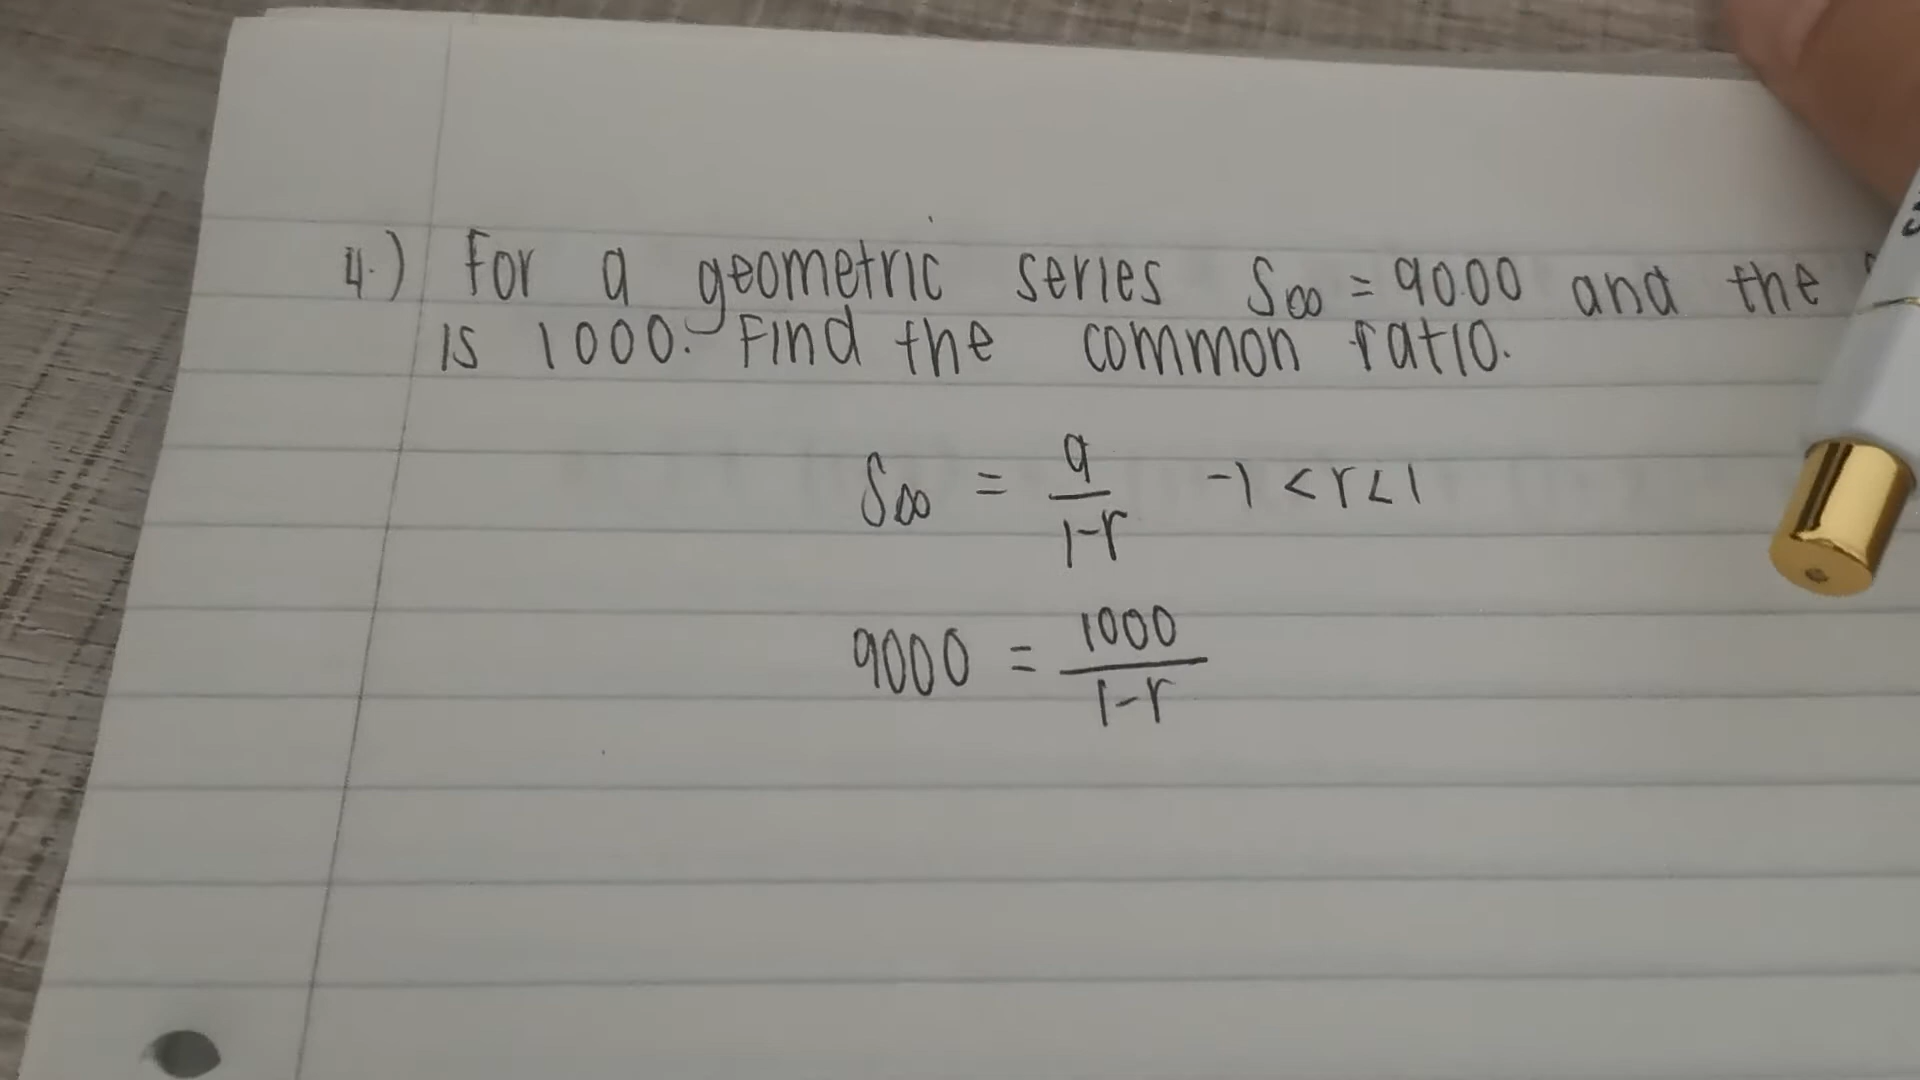 4.) For a geometric series S∞ = 9000 and the
is 1000. Find the common ratio.
S∞ = a/1-r -1 < r < 1
9000 = 1000/1-r